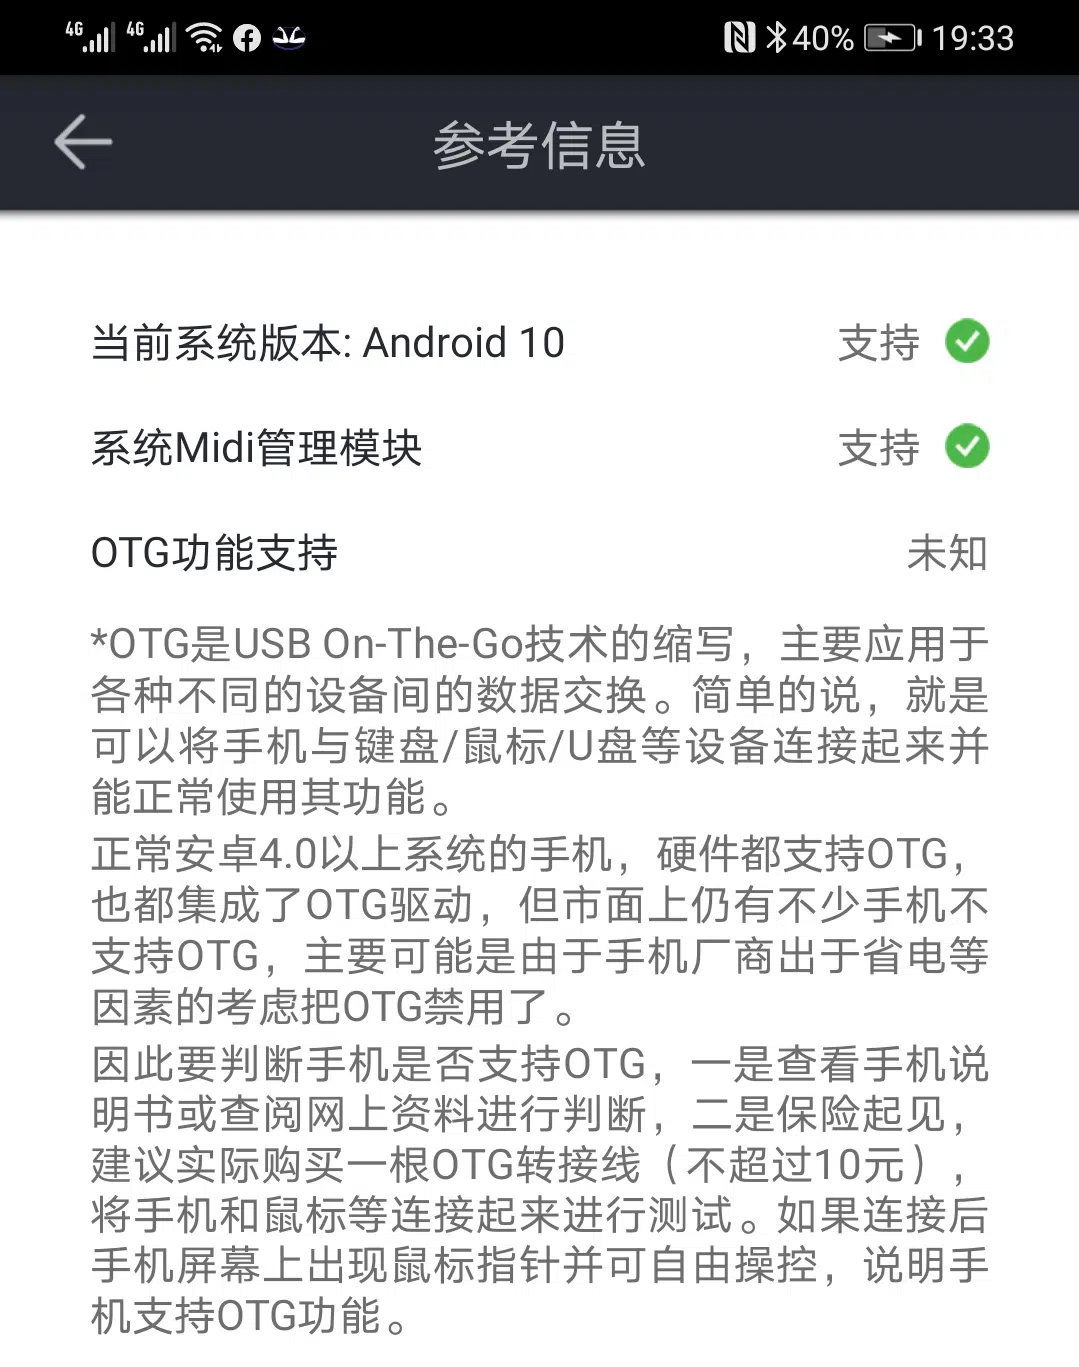 4G 4G 40% 19:33
参考信息
当前系统版本: Android 10 支持
系统Midi管理模块 支持
OTG功能支持 未知
*OTG是USB On-The-Go技术的缩写，主要应用于
各种不同的设备间的数据交换。简单的说，就是
可以将手机与键盘/鼠标/U盘等设备连接起来并
能正常使用其功能。
正常安卓4.0以上系统的手机，硬件都支持OTG，
也都集成了OTG驱动，但市面上仍有不少手机不
支持OTG，主要可能是由于手机厂商出于省电等
因素的考虑把OTG禁用了。
因此要判断手机是否支持OTG，一是查看手机说
明书或查阅网上资料进行判断，二是保险起见，
建议实际购买一根OTG转接线（不超过10元），
将手机和鼠标等连接起来进行测试。如果连接后
手机屏幕上出现鼠标指针并可自由操控，说明手
机支持OTG功能。